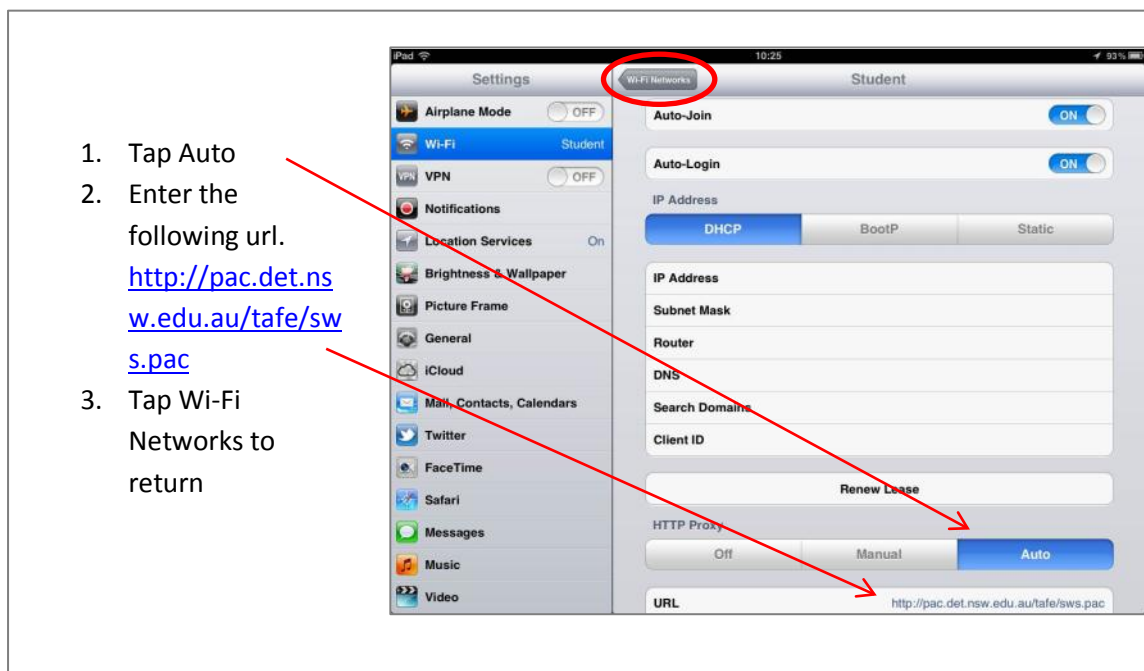 1. Tap Auto
2. Enter the
following url.
http://pac.det.ns
w.edu.au/tafe/sw
s.pac
3. Tap Wi-Fi
Networks to
return
iPad 10:25 93%
Settings
Airplane Mode OFF
Wi-Fi Student
VPN VPN OFF
Notifications
Location Services On
Brightness & Wallpaper
Picture Frame
General
iCloud
Mail, Contacts, Calendars
Twitter
FaceTime
Safari
Messages
Music
Video
Wi-Fi Networks Student
Auto-Join ON
Auto-Login ON
IP Address
DHCP BootP Static
IP Address
Subnet Mask
Router
DNS
Search Domains
Client ID
Renew Lease
HTTP Proxy
Off Manual Auto
URL http://pac.det.nsw.edu.au/tafe/sws.pac